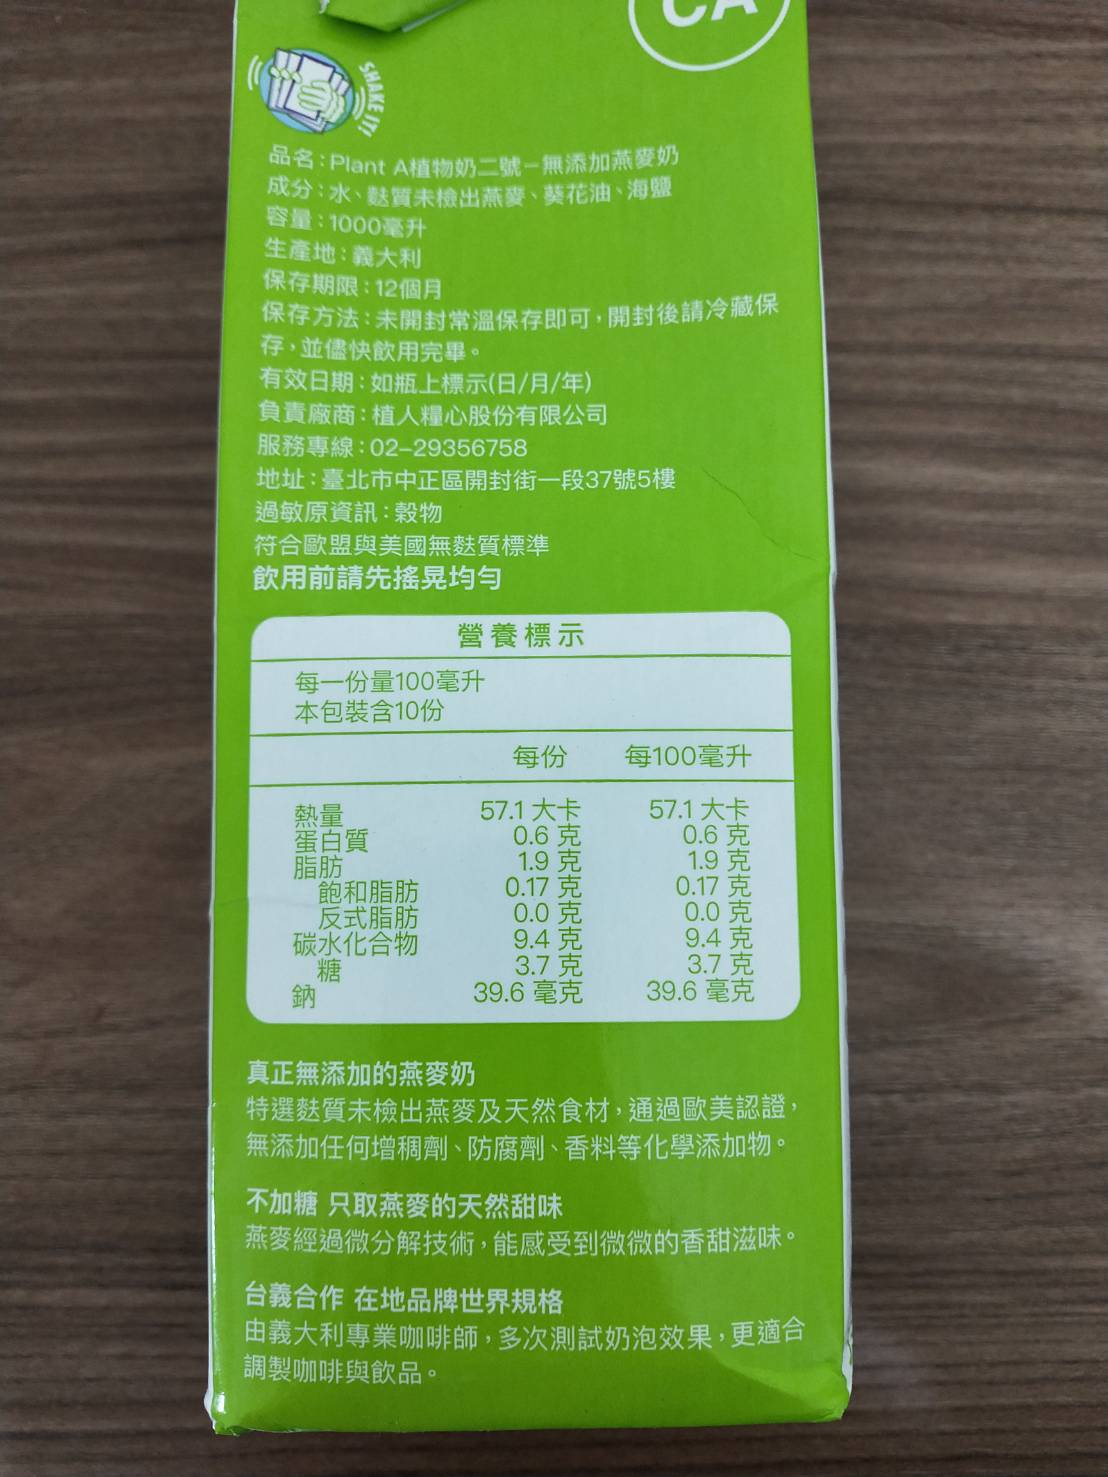 CA
SHAKE IT!
品名：Plant A植物奶二號－無添加燕麥奶
成分：水、麩質未檢出燕麥、葵花油、海鹽
容量：1000毫升
生產地：義大利
保存期限：12個月
保存方法：未開封常溫保存即可，開封後請冷藏保
存，並儘快飲用完畢。
有效日期：如瓶上標示(日/月/年)
負責廠商：植人糧心股份有限公司
服務專線：02-29356758
地址：臺北市中正區開封街一段37號5樓
過敏原資訊：穀物
符合歐盟與美國無麩質標準
飲用前請先搖晃均勻
營養標示
每一份量100毫升
本包裝含10份
每份 每100毫升
熱量 57.1 大卡 57.1 大卡
蛋白質 0.6 克 0.6 克
脂肪 1.9 克 1.9 克
飽和脂肪 0.17 克 0.17 克
反式脂肪 0.0 克 0.0 克
碳水化合物 9.4 克 9.4 克
糖 3.7 克 3.7 克
鈉 39.6 毫克 39.6 毫克
真正無添加的燕麥奶
特選麩質未檢出燕麥及天然食材，通過歐美認證，
無添加任何增稠劑、防腐劑、香料等化學添加物。
不加糖 只取燕麥的天然甜味
燕麥經過微分解技術，能感受到微微的香甜滋味。
台義合作 在地品牌世界規格
由義大利專業咖啡師，多次測試奶泡效果，更適合
調製咖啡與飲品。